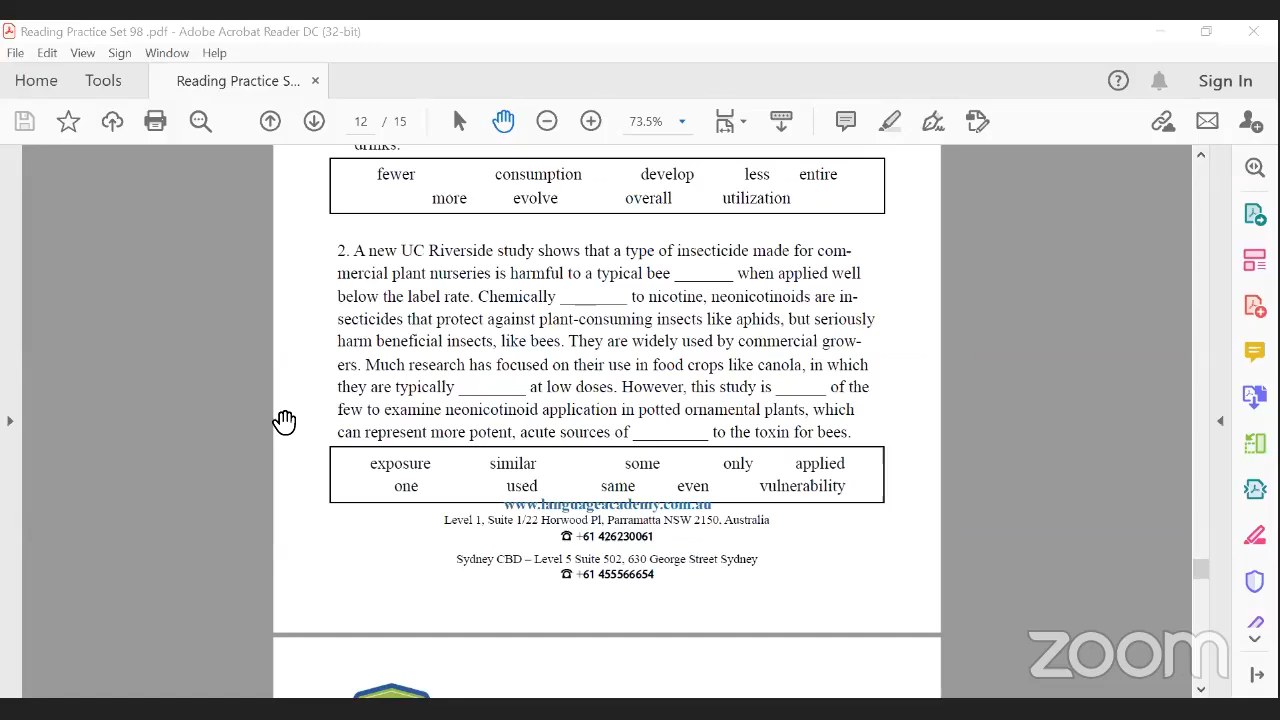 Reading Practice Set 98 .pdf - Adobe Acrobat Reader DC (32-bit)
File Edit View Sign Window Help
Home Tools Reading Practice S... × Sign In
12 / 15 73.5%
drinks.
fewer consumption develop less entire
more evolve overall utilization
2. A new UC Riverside study shows that a type of insecticide made for com-
mercial plant nurseries is harmful to a typical bee _______ when applied well
below the label rate. Chemically ________ to nicotine, neonicotinoids are in-
secticides that protect against plant-consuming insects like aphids, but seriously
harm beneficial insects, like bees. They are widely used by commercial grow-
ers. Much research has focused on their use in food crops like canola, in which
they are typically ________ at low doses. However, this study is ______ of the
few to examine neonicotinoid application in potted ornamental plants, which
can represent more potent, acute sources of _________ to the toxin for bees.
exposure similar some only applied
one used same even vulnerability
www.languageacademy.com.au
Level 1, Suite 1/22 Horwood Pl, Parramatta NSW 2150, Australia
☎ +61 426230061
Sydney CBD – Level 5 Suite 502, 630 George Street Sydney
☎ +61 455566654
zoom